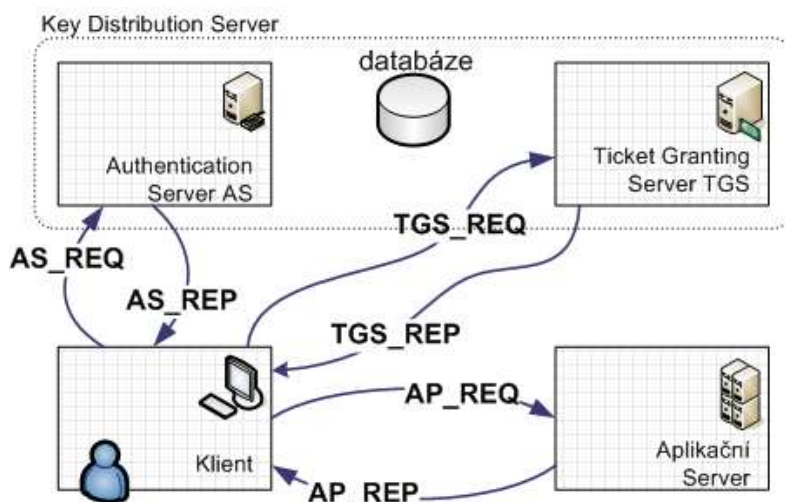 Key Distribution Server
databáze
Authentication
Server AS
Ticket Granting
Server TGS
TGS_REQ
AS_REQ
AS_REP
TGS_REP
AP_REQ
Klient
Aplikační
Server
AP_REP